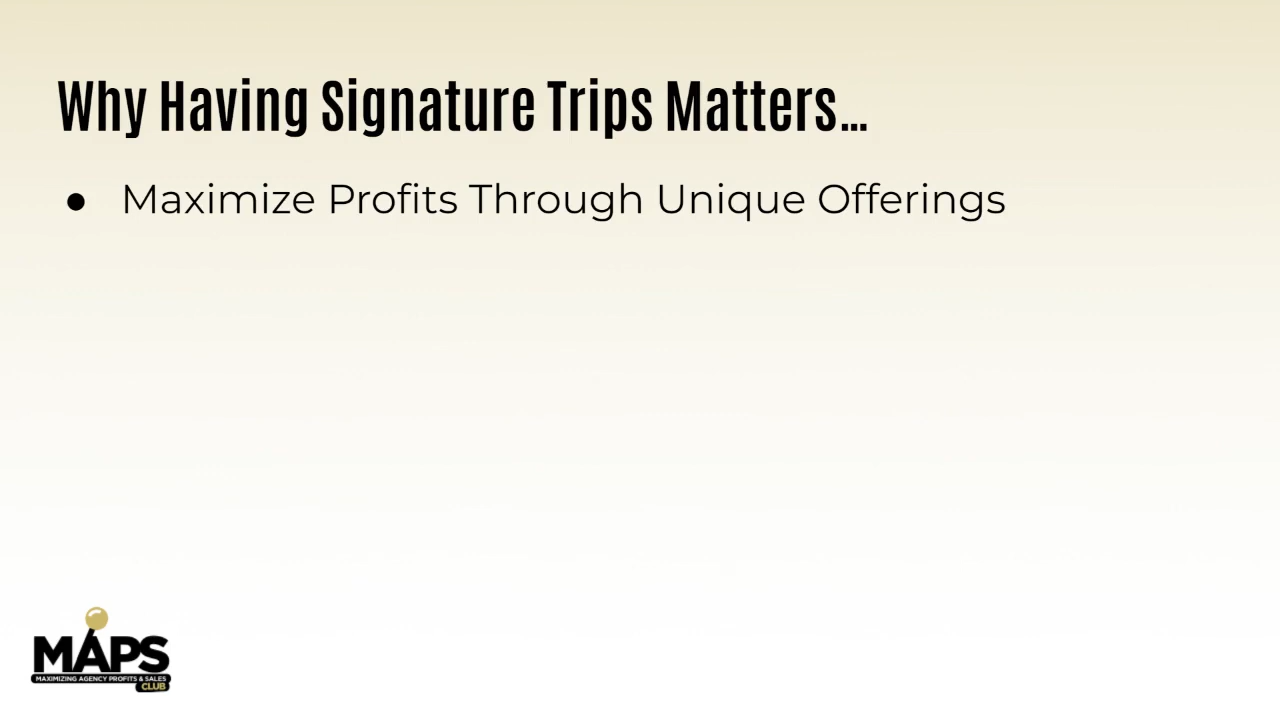 Why Having Signature Trips Matters...
● Maximize Profits Through Unique Offerings
MAPS
MAXIMIZING AGENCY PROFITS & SALES
CLUB